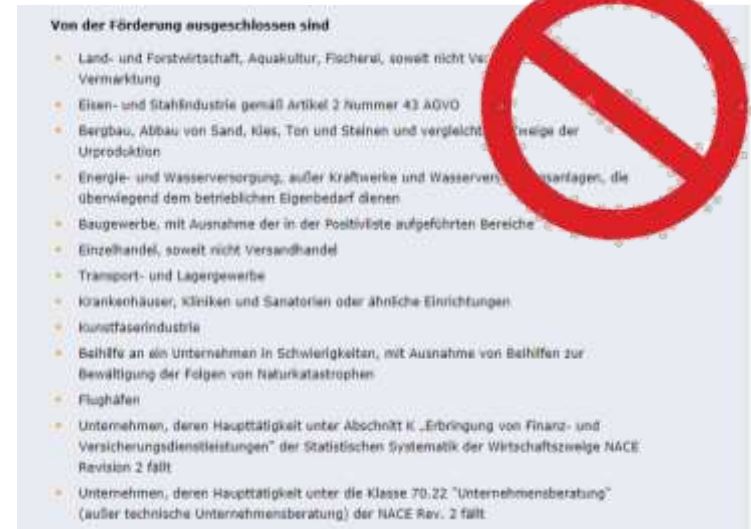 Von der Förderung ausgeschlossen sind
Land- und Forstwirtschaft, Aquakultur, Fischerei, soweit nicht
Vermarktung
Eisen- und Stahlindustrie gemäß Artikel 2 Nummer 43 AGVO
Bergbau, Abbau von Sand, Kies, Ton und Steinen und der
Urproduktion
Energie- und Wasserversorgung, außer Kraftwerke und die
überwiegend dem betrieblichen Eigenbedarf dienen
Baugewerbe, mit Ausnahme der in der Positivliste aufgeführten Bereiche
Einzelhandel, soweit nicht Versandhandel
Transport- und Lagergewerbe
Krankenhäuser, Kliniken und Sanatorien oder ähnliche Einrichtungen
Kunstfaserindustrie
Beihilfe an ein Unternehmen in Schwierigkeiten, mit Ausnahme von Beihilfen zur
Bewältigung der Folgen von Naturkatastrophen
Flughäfen
Unternehmen, deren Haupttätigkeit unter Abschnitt K „Erbringung von Finanz- und
Versicherungsdienstleistungen" der Statistischen Systematik der Wirtschaftszweige NACE
Revision 2 fällt
Unternehmen, deren Haupttätigkeit unter die Klasse 70.22 "Unternehmensberatung"
(außer technische Unternehmensberatung) der NACE Rev. 2 fällt